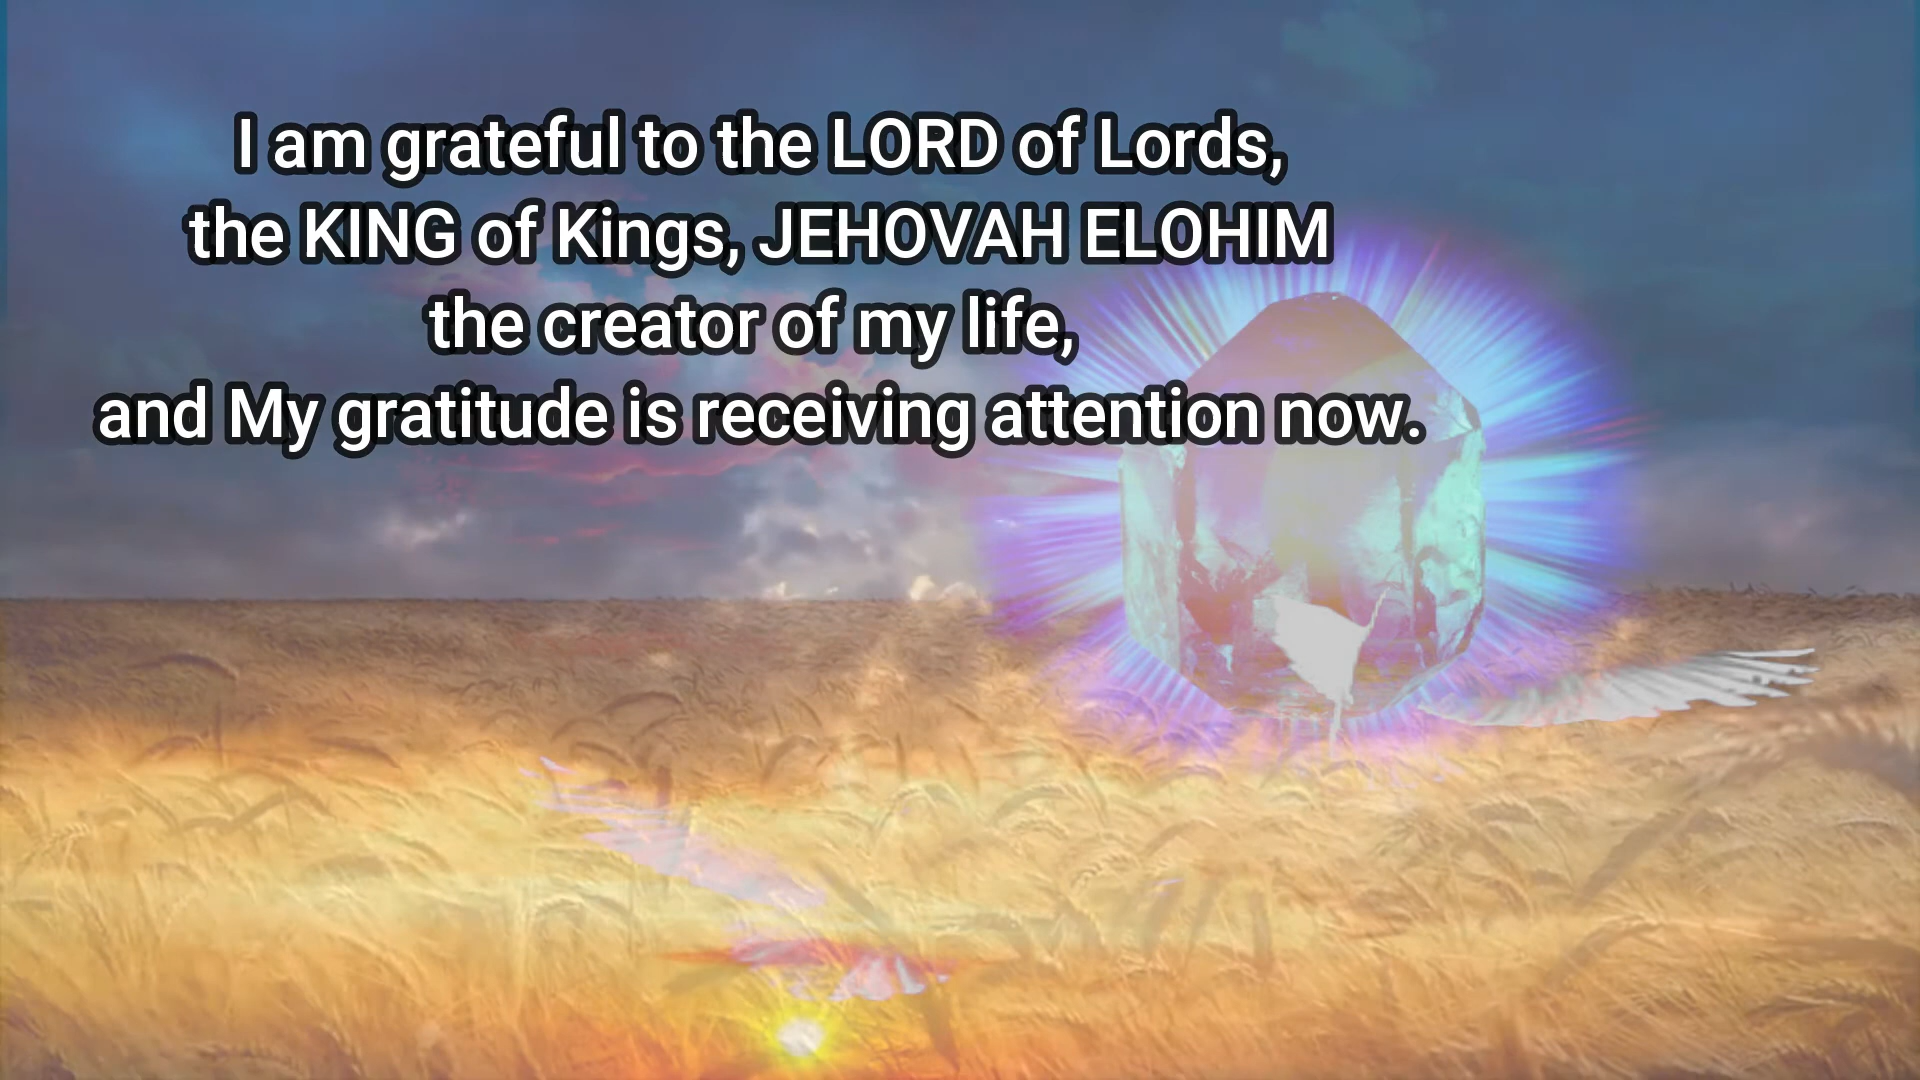 I am grateful to the LORD of Lords,
the KING of Kings, JEHOVAH ELOHIM
the creator of my life,
and My gratitude is receiving attention now.